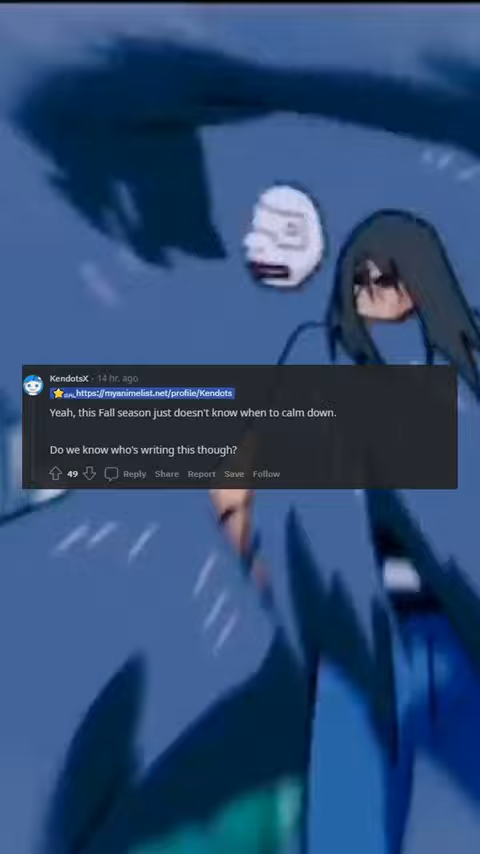 KendotsX · 14 hr. ago
https://myanimelist.net/profile/Kendots
Yeah, this Fall season just doesn't know when to calm down.
Do we know who's writing this though?
49 Reply Share Report Save Follow